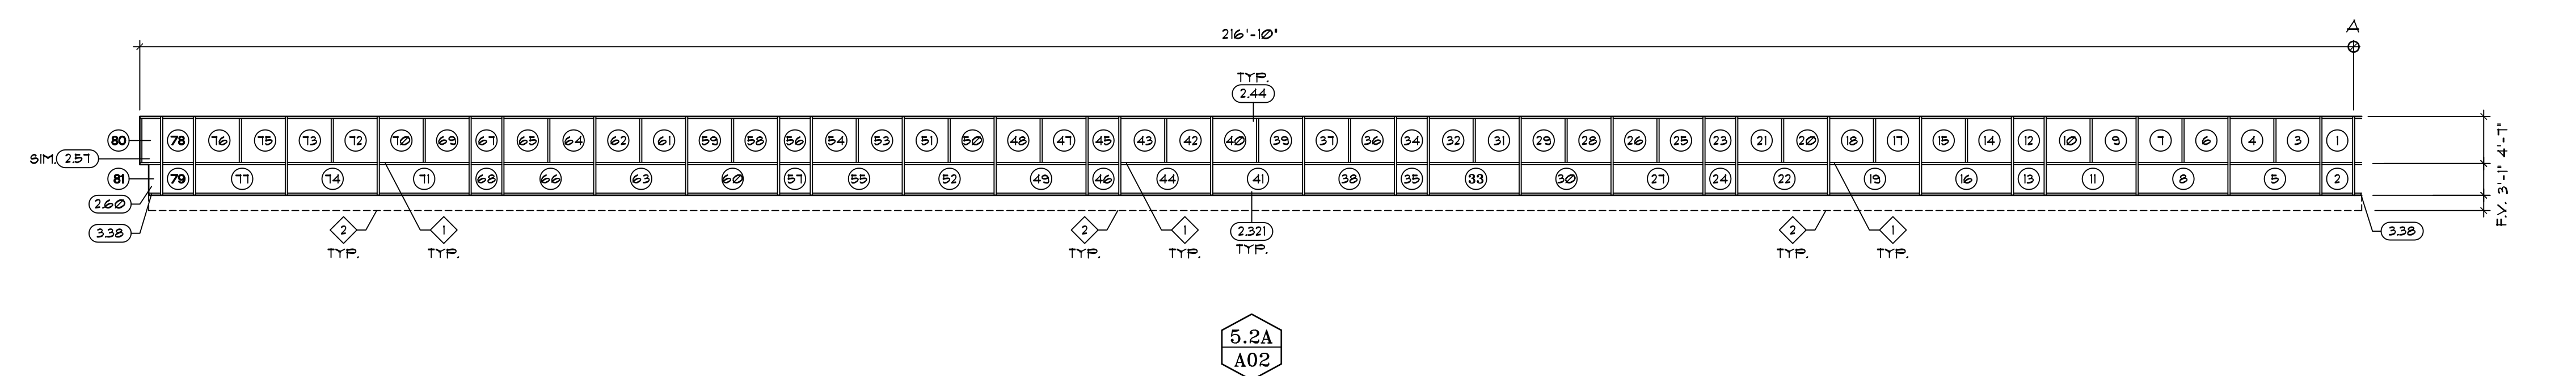 A
216'-10"
TYP.
2.44
80 78 76 75 73 72 70 69 67 65 64 62 61 59 58 56 54 53 51 50 48 47 45 43 42 40 39 37 36 34 32 31 29 28 26 25 23 21 20 18 17 15 14 12 10 9 7 6 4 3 1
SIM. 2.57
81 79 77 74 71 68 66 63 60 57 55 52 49 46 44 41 38 35 33 30 27 24 22 19 16 13 11 8 5 2
F.V. 3'-1" 4'-7"
2.60
3.38 2 1 2 1 2.321 2 1 3.38
TYP. TYP. TYP. TYP. TYP. TYP. TYP.
5.2A
A02